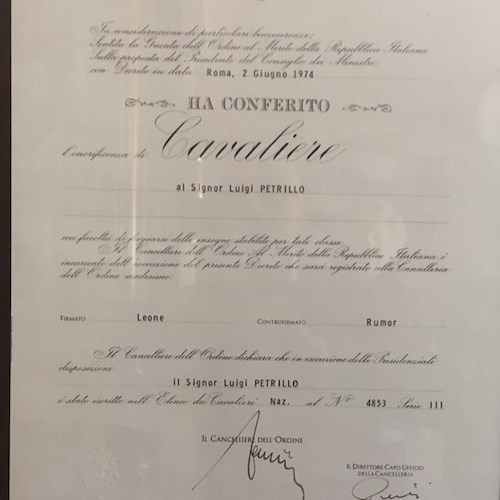 In considerazione di particolari benemerenze;
Sentita la Giunta dell'Ordine al Merito della Repubblica Italiana
Sulla proposta del Presidente del Consiglio dei Ministri
con Decreto in data Roma, 2 Giugno 1974
HA CONFERITO
l'onorificenza di Cavaliere
al Signor Luigi PETRILLO
con facoltà di fregiarsi delle insegne stabilite per tale classe.
Il Cancelliere dell'Ordine Al Merito della Repubblica Italiana è
incaricato dell'esecuzione del presente Decreto che sarà registrato alla Cancelleria
dell'Ordine medesimo.
FIRMATO Leone CONTROFIRMATO Rumor
Il Cancelliere dell'Ordine dichiara che in esecuzione delle Presidenziali
disposizioni
il Signor Luigi PETRILLO
è stato iscritto nell'Elenco dei Cavalieri Naz. al N° 4853 Serie III
IL CANCELLIERE DELL'ORDINE
IL DIRETTORE CAPO UFFICIO
DELLA CANCELLERIA